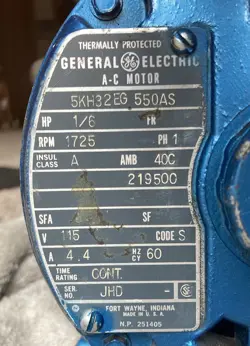 THERMALLY PROTECTED
GENERAL GE ELECTRIC
A-C MOTOR
5KH32EG 550AS
HP 1/6 FR
RPM 1725 PH 1
INSUL CLASS A AMB 40C
219500
SFA SF
V 115 CODE S
A 4.4 HZ CY 60
TIME RATING CONT.
SER. NO. JHD -
FORT WAYNE, INDIANA
MADE IN U.S.A.
N.P. 251405